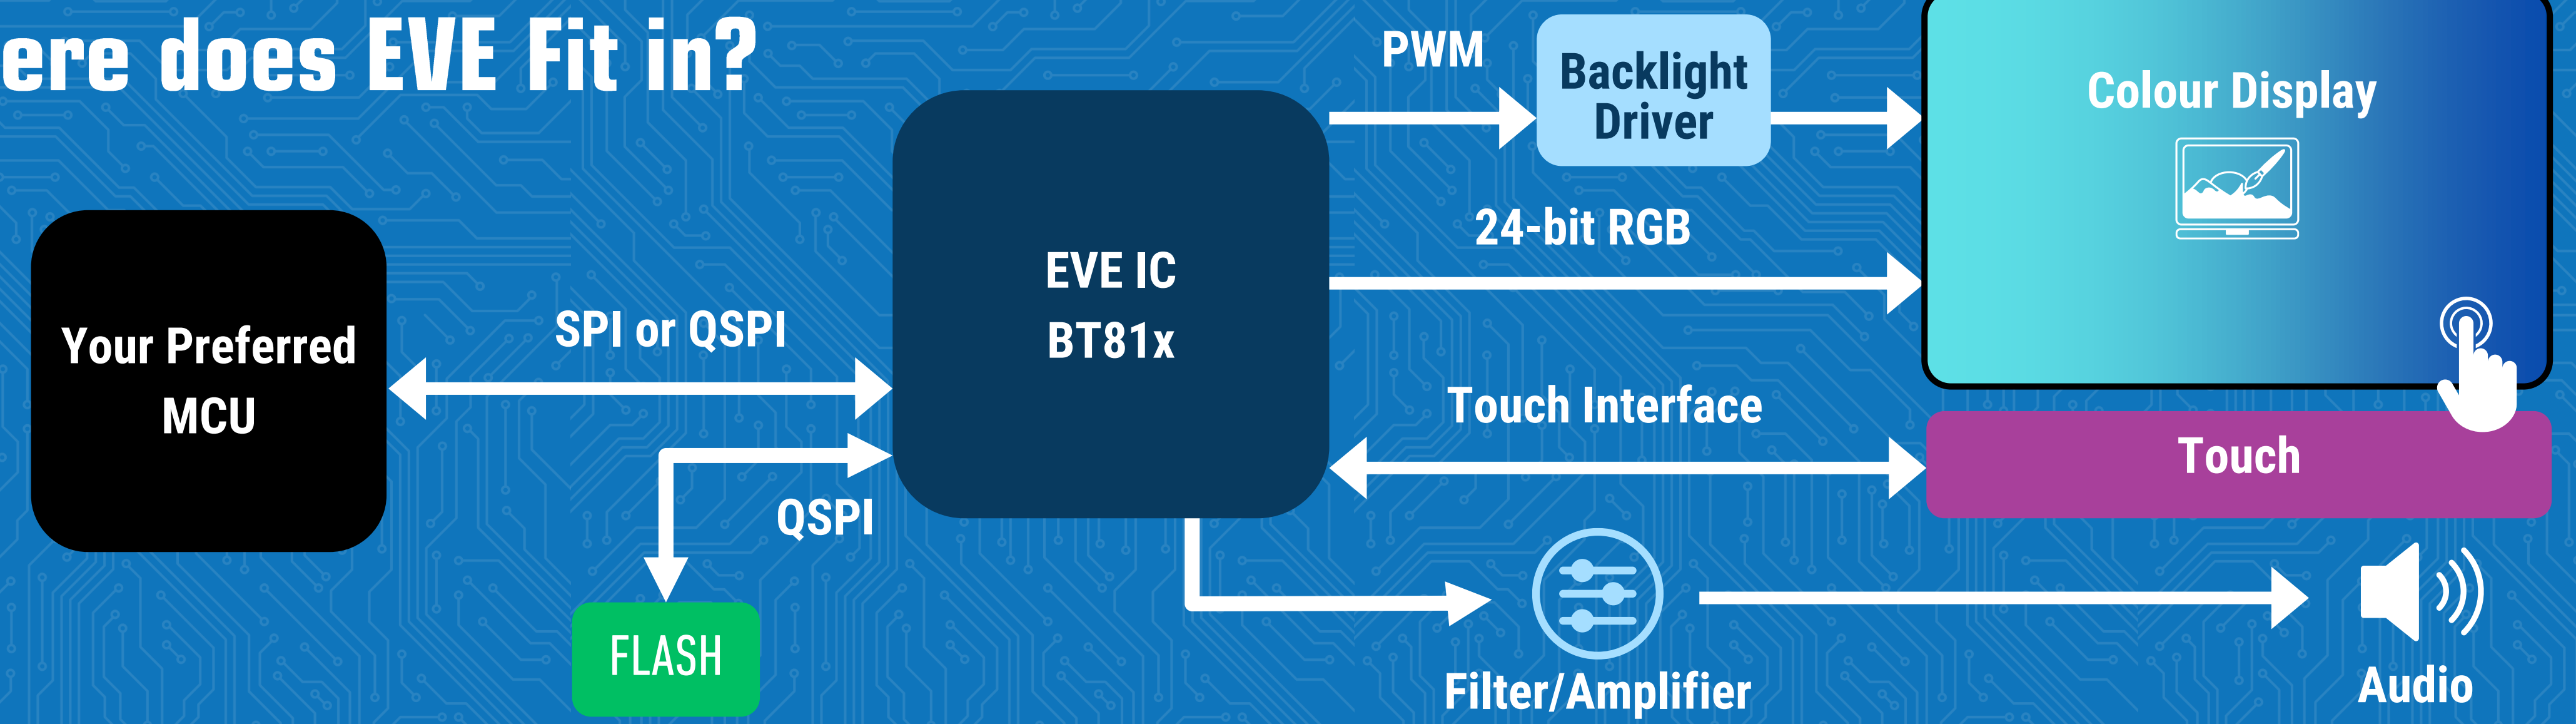 ere does EVE Fit in?
PWM
Backlight
Driver
Colour Display
24-bit RGB
EVE IC
BT81x
Your Preferred
MCU
SPI or QSPI
Touch Interface
Touch
QSPI
FLASH
Filter/Amplifier
Audio